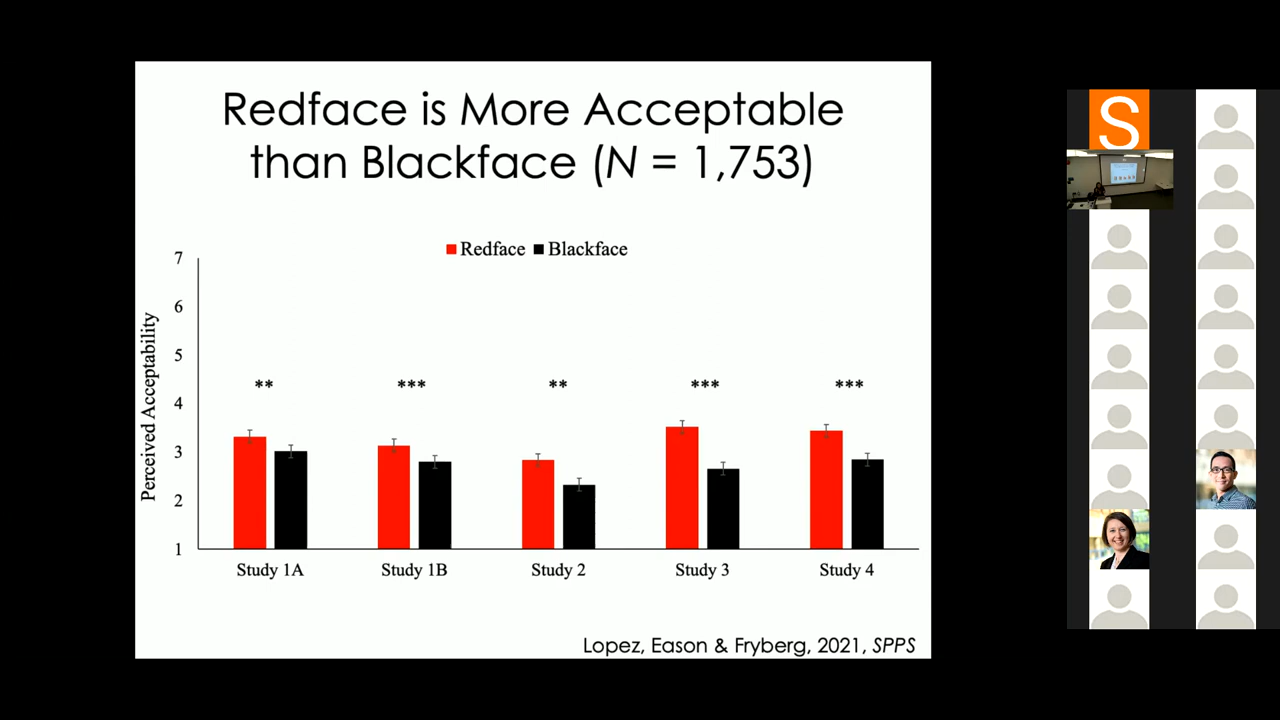 Redface is More Acceptable
than Blackface (N = 1,753)
Redface Blackface
7
6
5
4
3
2
1
Perceived Acceptability
** *** ** *** ***
Study 1A Study 1B Study 2 Study 3 Study 4
Lopez, Eason & Fryberg, 2021, SPPS
S